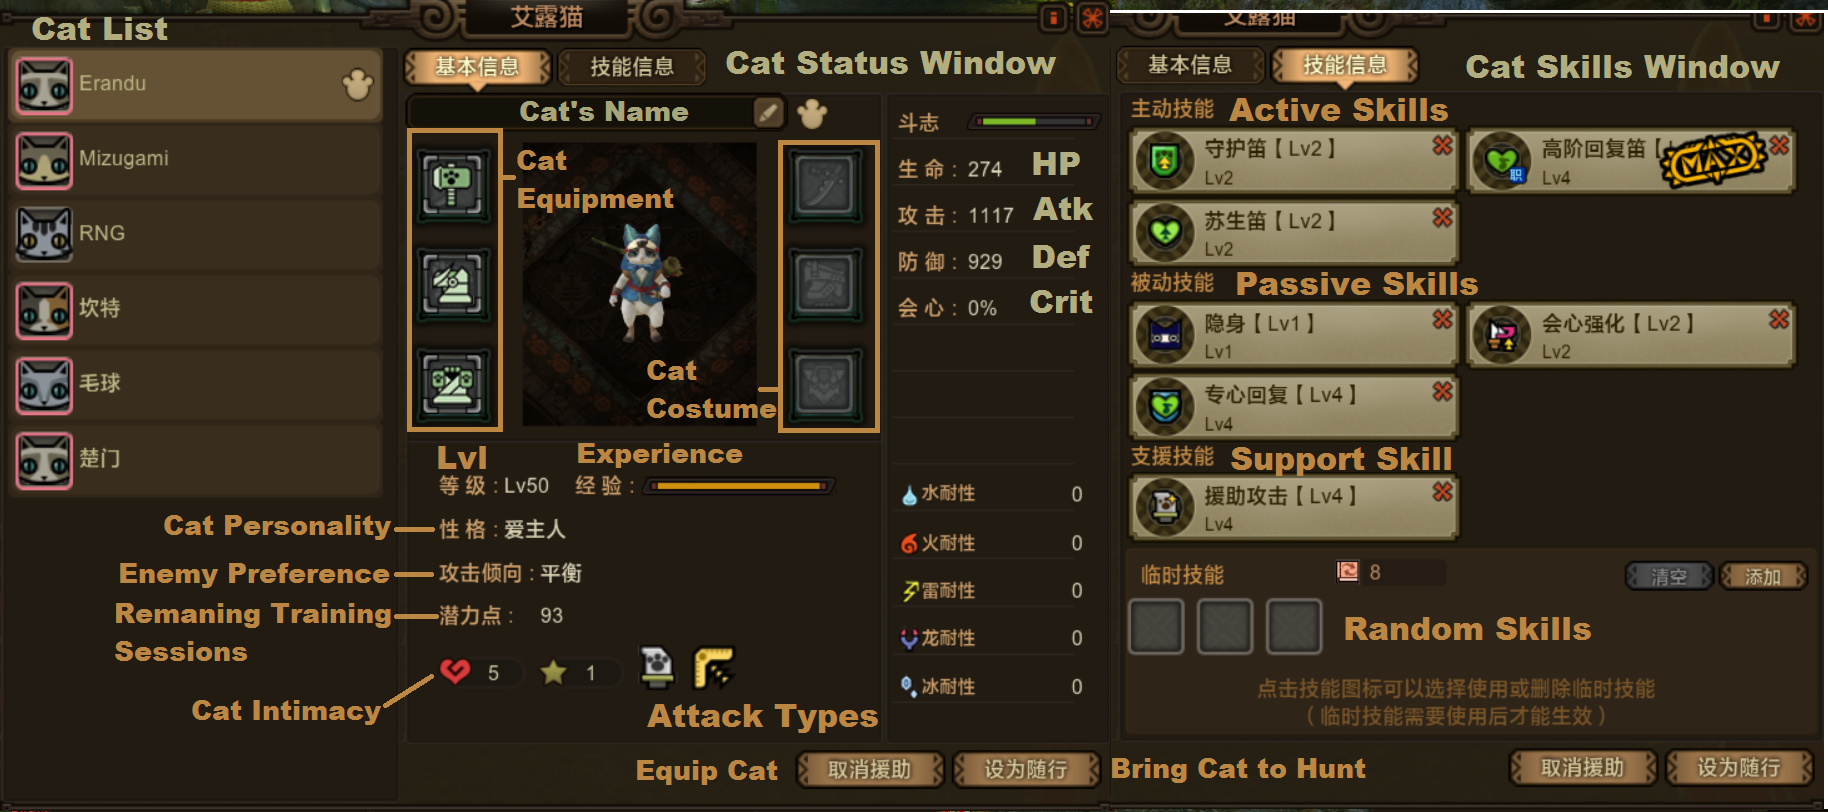 Cat List
Erandu
Mizugami
RNG
坎特
毛球
楚门
艾露猫
基本信息
技能信息
Cat Status Window
Cat's Name
Cat
Equipment
Cat
Costume
斗志
生命：274 HP
攻击：1117 Atk
防御：929 Def
会心：0% Crit
Lvl
Experience
等级：Lv50
经验：
Cat Personality
性格：爱主人
Enemy Preference
攻击倾向：平衡
Remaning Training
Sessions
潜力点： 93
5
1
Cat Intimacy
Attack Types
水耐性 0
火耐性 0
雷耐性 0
龙耐性 0
冰耐性 0
Equip Cat
取消援助
设为随行
艾露猫
基本信息
技能信息
Cat Skills Window
主动技能 Active Skills
守护笛【Lv2】
Lv2
高阶回复笛【
Lv4
MAX
职
苏生笛【Lv2】
Lv2
被动技能 Passive Skills
隐身【Lv1】
Lv1
会心强化【Lv2】
Lv2
专心回复【Lv4】
Lv4
支援技能 Support Skill
援助攻击【Lv4】
Lv4
临时技能
8
清空
添加
Random Skills
点击技能图标可以选择使用或删除临时技能
（临时技能需要使用后才能生效）
Bring Cat to Hunt
取消援助
设为随行